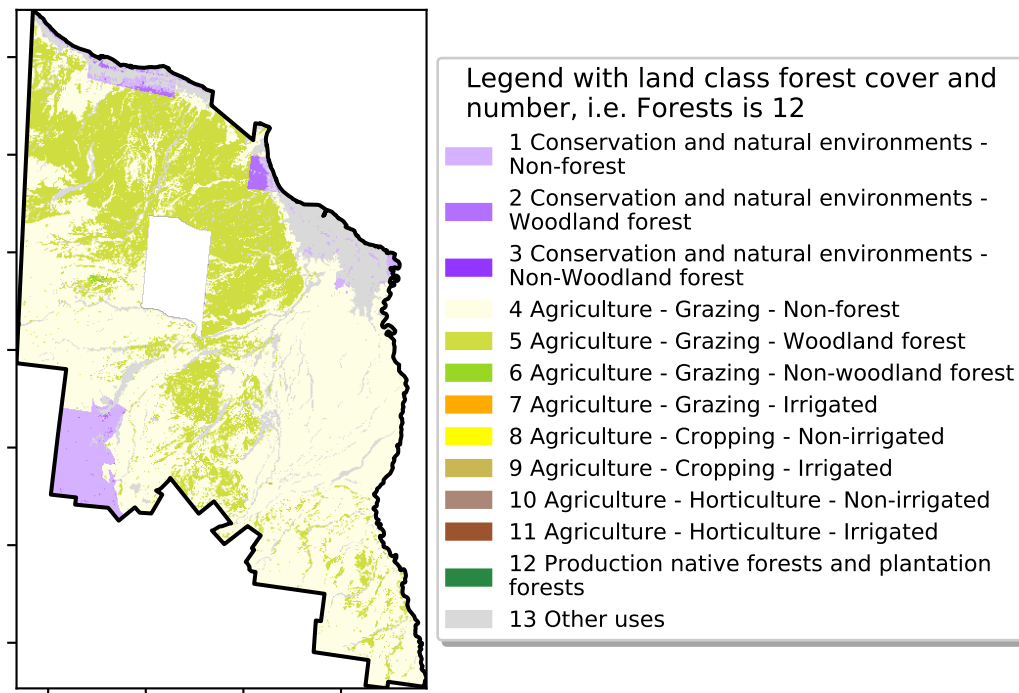 Legend with land class forest cover and
number, i.e. Forests is 12
1 Conservation and natural environments -
Non-forest
2 Conservation and natural environments -
Woodland forest
3 Conservation and natural environments -
Non-Woodland forest
4 Agriculture - Grazing - Non-forest
5 Agriculture - Grazing - Woodland forest
6 Agriculture - Grazing - Non-woodland forest
7 Agriculture - Grazing - Irrigated
8 Agriculture - Cropping - Non-irrigated
9 Agriculture - Cropping - Irrigated
10 Agriculture - Horticulture - Non-irrigated
11 Agriculture - Horticulture - Irrigated
12 Production native forests and plantation
forests
13 Other uses